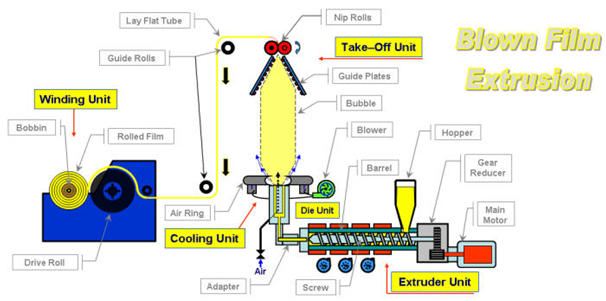 Lay Flat Tube
Nip Rolls
Blown Film
Extrusion
Guide Rolls
Take-Off Unit
Guide Plates
Winding Unit
Bobbin
Rolled Film
Bubble
Blower
Hopper
Barrel
Gear
Reducer
Air Ring
Die Unit
Main
Motor
Cooling Unit
Drive Roll
Air
Adapter
Screw
Extruder Unit